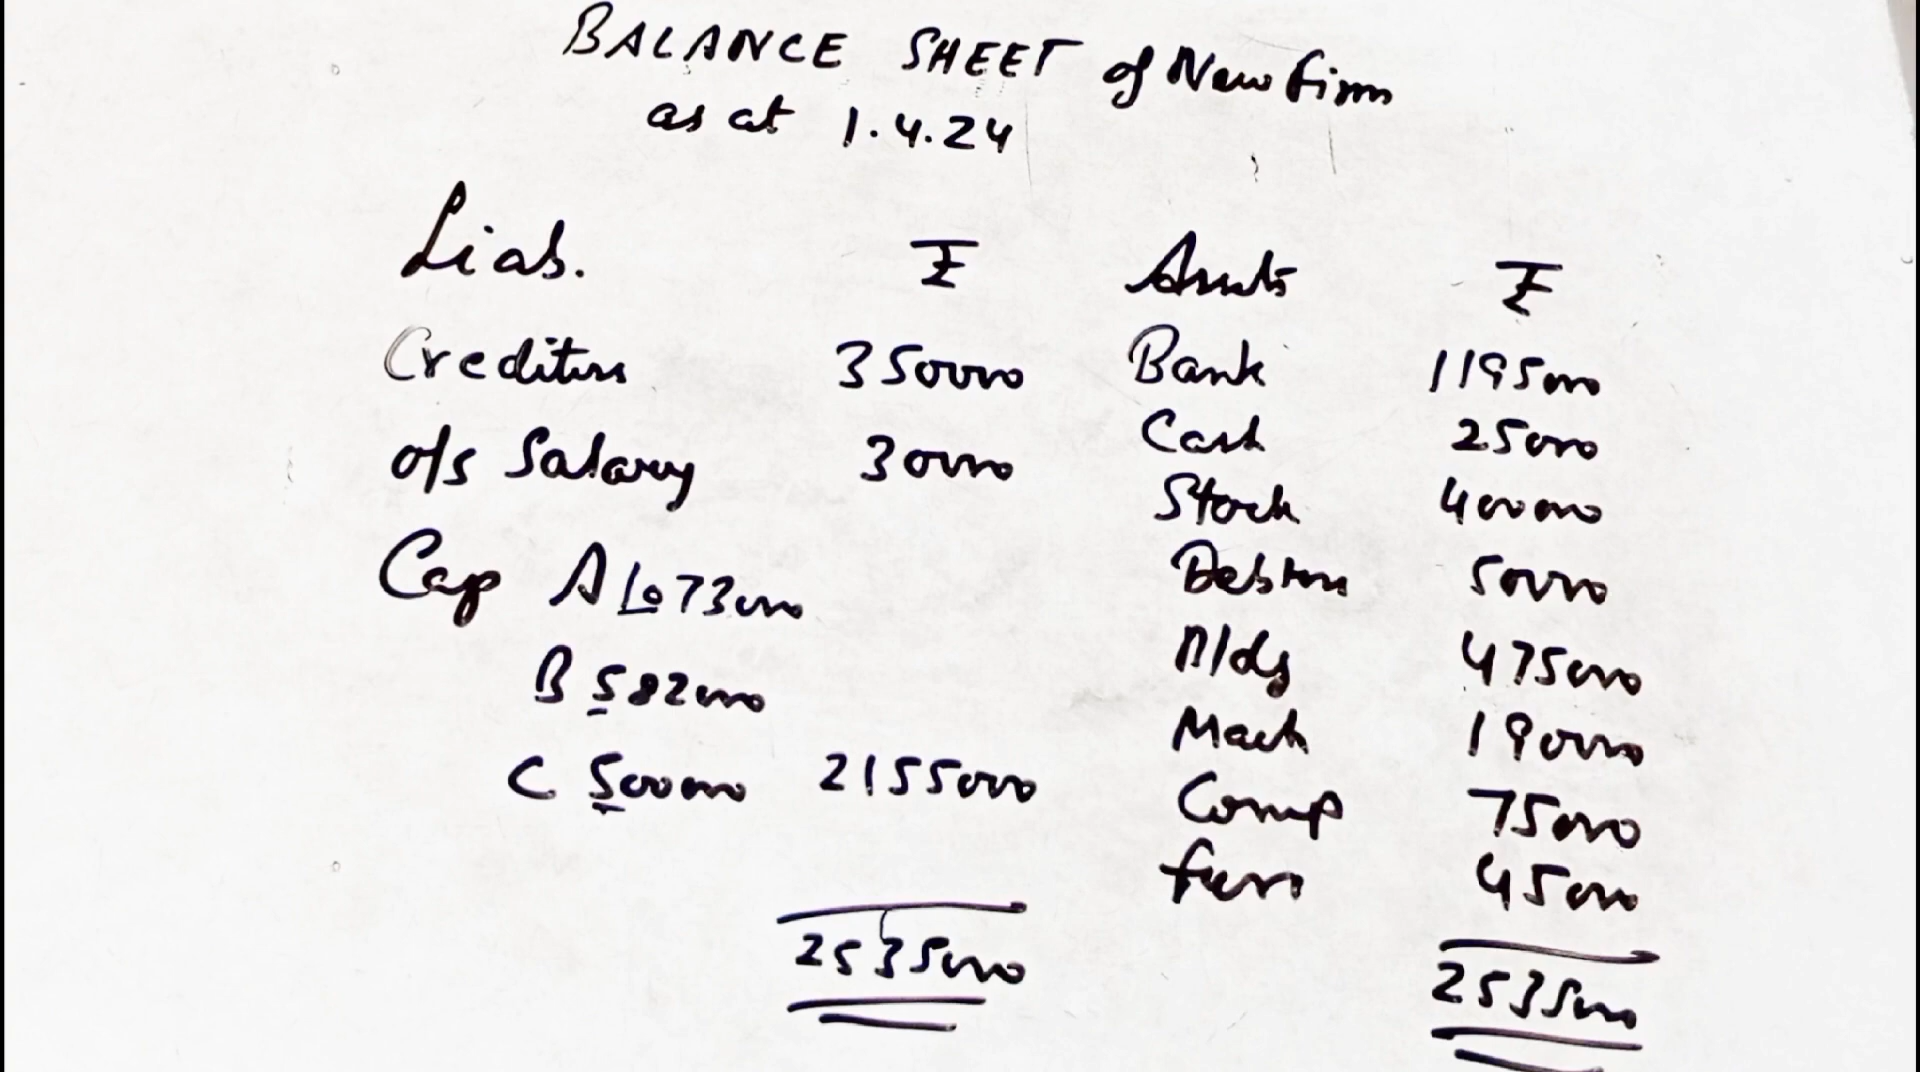 BALANCE SHEET of New firm
as at 1.4.24
Liab. ₹ Assets ₹
Creditors 350000 Bank 1195000
o/s Salary 30000 Cash 25000
Stock 400000
Cap A 1073000 Debtors 50000
B 582000 Bldg 475000
C 500000 2155000 Mach 190000
Comp 75000
furn 45000
2535000 2535000